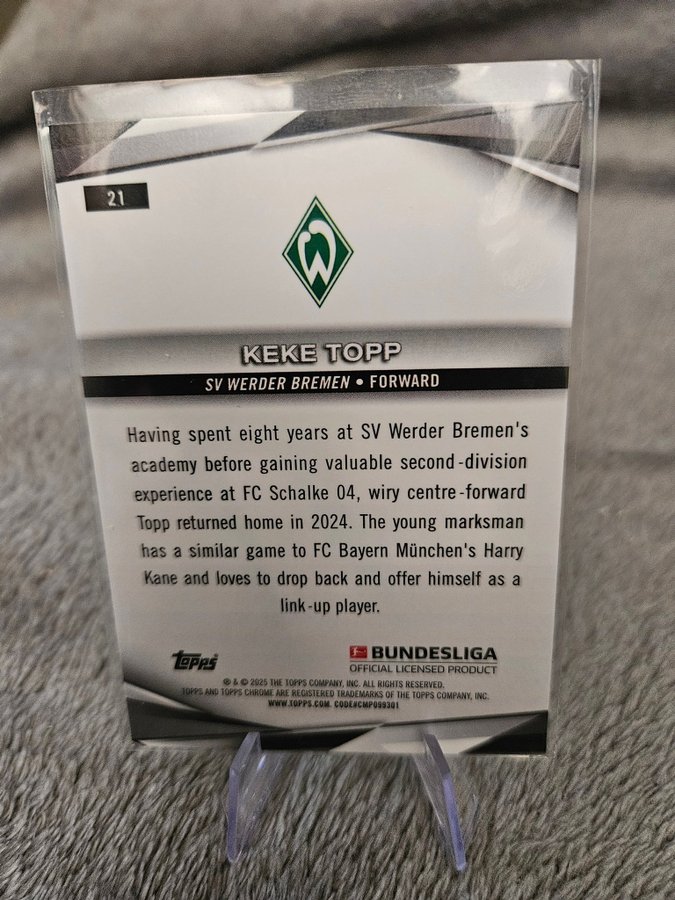 21
W
KEKE TOPP
SV WERDER BREMEN • FORWARD
Having spent eight years at SV Werder Bremen's
academy before gaining valuable second-division
experience at FC Schalke 04, wiry centre-forward
Topp returned home in 2024. The young marksman
has a similar game to FC Bayern München's Harry
Kane and loves to drop back and offer himself as a
link-up player.
Topps
BUNDESLIGA
OFFICIAL LICENSED PRODUCT
® & © 2025 THE TOPPS COMPANY, INC. ALL RIGHTS RESERVED.
TOPPS AND TOPPS CHROME ARE REGISTERED TRADEMARKS OF THE TOPPS COMPANY, INC.
WWW.TOPPS.COM. CODE#CMP099301